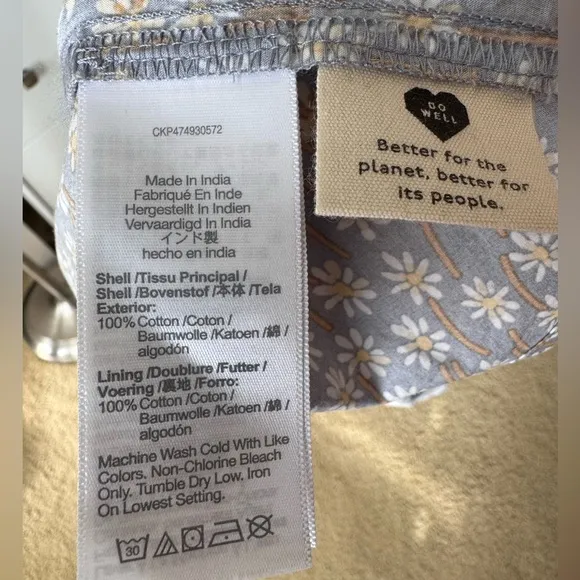 CKP474930572
Made In India
Fabriqué En Inde
Hergestellt In Indien
Vervaardigd In India
インド製
hecho en india
Shell /Tissu Principal /
Shell /Bovenstof /本体 /Tela
Exterior:
100% Cotton /Coton /
Baumwolle /Katoen /綿 /
algodón
Lining /Doublure /Futter /
Voering /裏地 /Forro:
100% Cotton /Coton /
Baumwolle /Katoen /綿 /
algodón
Machine Wash Cold With Like
Colors. Non-Chlorine Bleach
Only. Tumble Dry Low. Iron
On Lowest Setting.
30
DO
WELL
Better for the
planet, better for
its people.